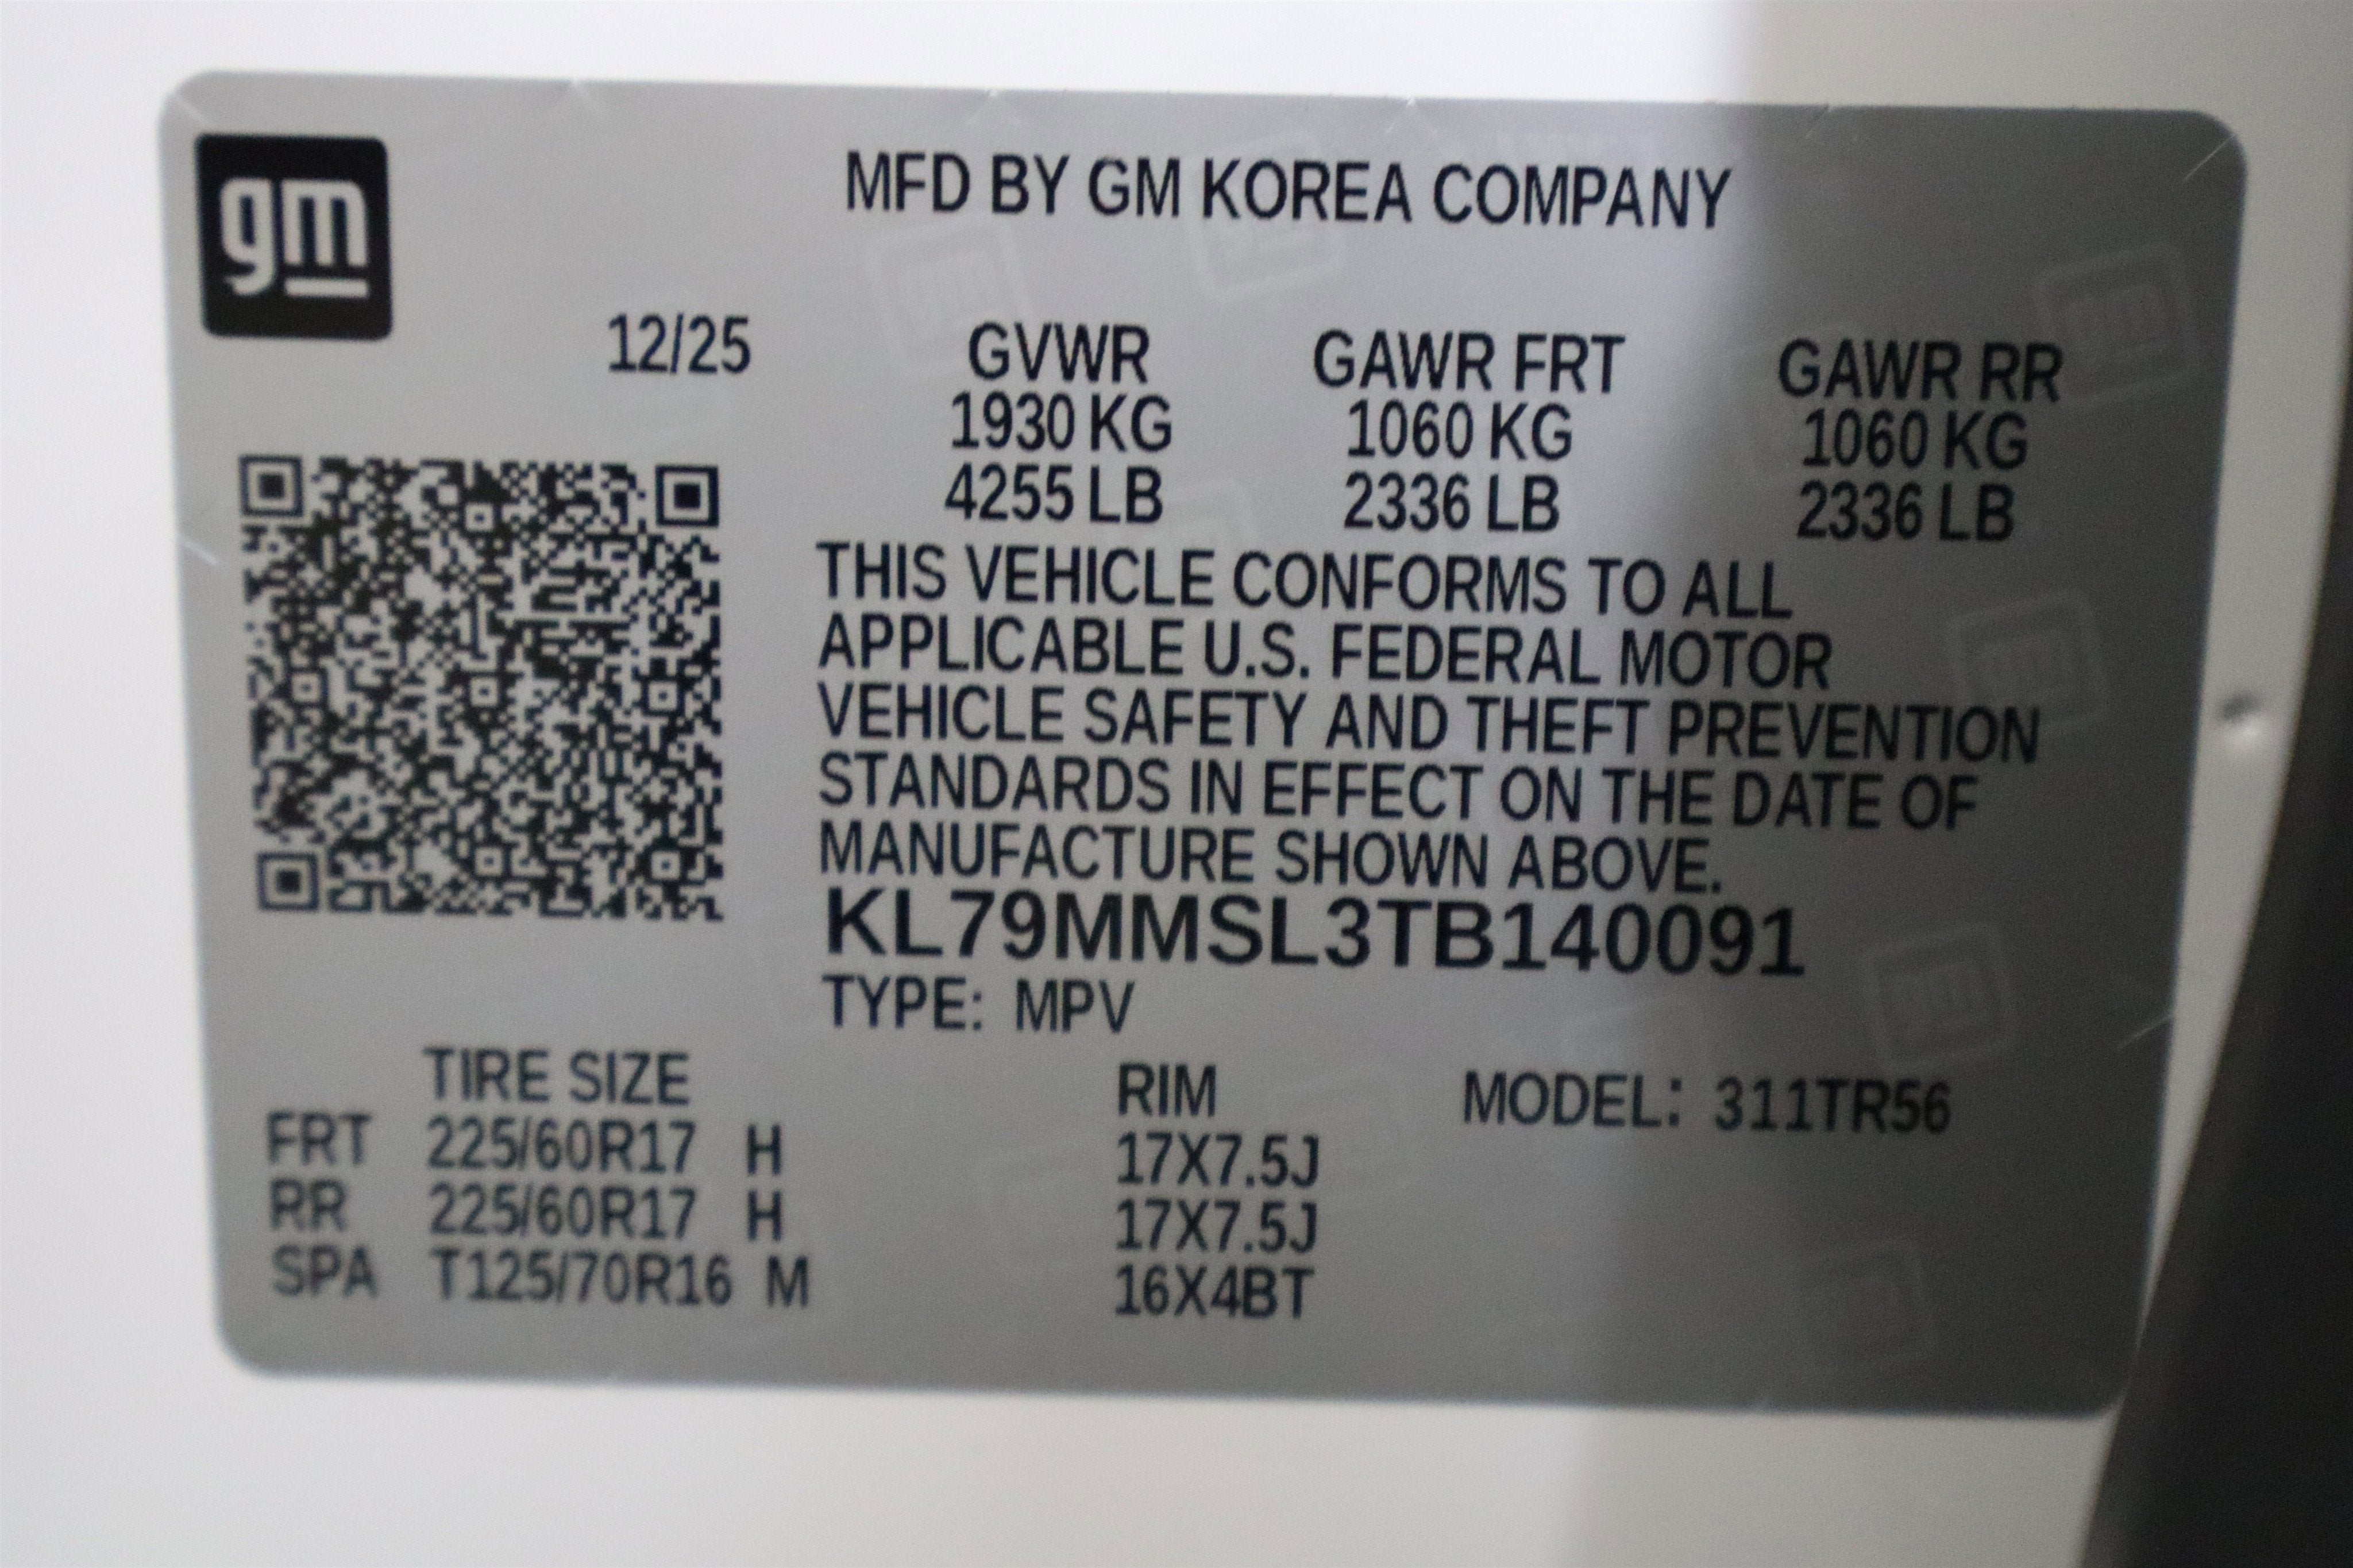 gm
MFD BY GM KOREA COMPANY
12/25 GVWR GAWR FRT GAWR RR
1930 KG 1060 KG 1060 KG
4255 LB 2336 LB 2336 LB
THIS VEHICLE CONFORMS TO ALL
APPLICABLE U.S. FEDERAL MOTOR
VEHICLE SAFETY AND THEFT PREVENTION
STANDARDS IN EFFECT ON THE DATE OF
MANUFACTURE SHOWN ABOVE.
KL79MMSL3TB140091
TYPE: MPV
TIRE SIZE RIM MODEL: 311TR56
FRT 225/60R17 H 17X7.5J
RR 225/60R17 H 17X7.5J
SPA T125/70R16 M 16X4BT